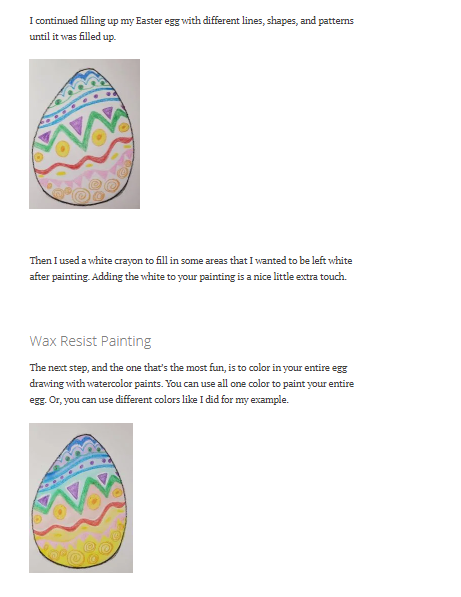 I continued filling up my Easter egg with different lines, shapes, and patterns
until it was filled up.
Then I used a white crayon to fill in some areas that I wanted to be left white
after painting. Adding the white to your painting is a nice little extra touch.
Wax Resist Painting
The next step, and the one that's the most fun, is to color in your entire egg
drawing with watercolor paints. You can use all one color to paint your entire
egg. Or, you can use different colors like I did for my example.